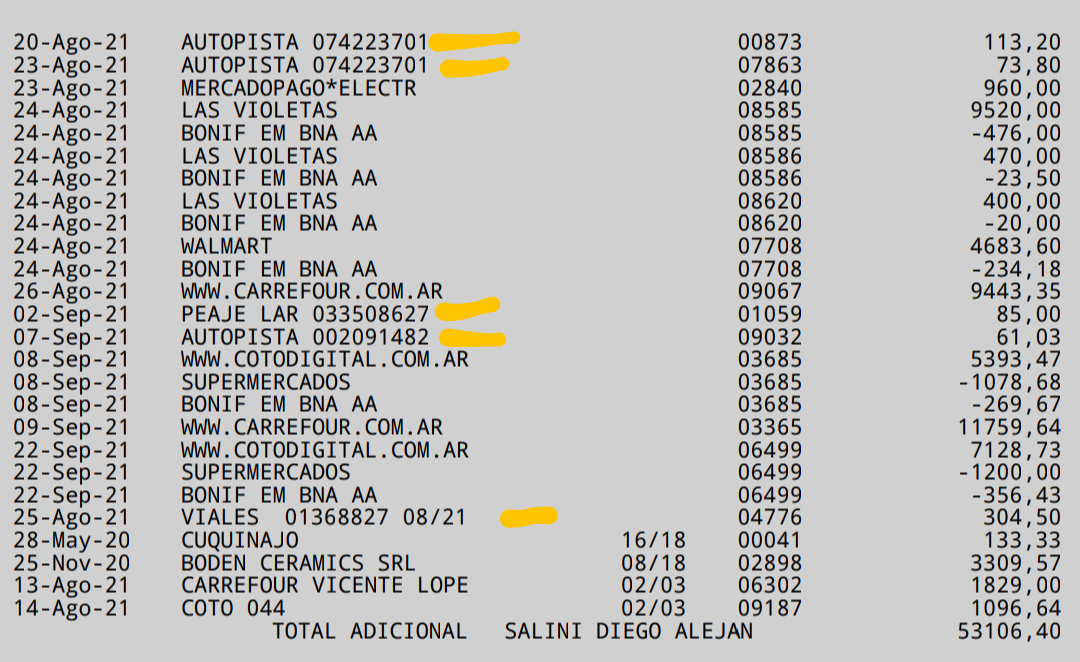 20-Ago-21 AUTOPISTA 074223701 00873 113,20
23-Ago-21 AUTOPISTA 074223701 07863 73,80
23-Ago-21 MERCADOPAGO*ELECTR 02840 960,00
24-Ago-21 LAS VIOLETAS 08585 9520,00
24-Ago-21 BONIF EM BNA AA 08585 -476,00
24-Ago-21 LAS VIOLETAS 08586 470,00
24-Ago-21 BONIF EM BNA AA 08586 -23,50
24-Ago-21 LAS VIOLETAS 08620 400,00
24-Ago-21 BONIF EM BNA AA 08620 -20,00
24-Ago-21 WALMART 07708 4683,60
24-Ago-21 BONIF EM BNA AA 07708 -234,18
26-Ago-21 WWW.CARREFOUR.COM.AR 09067 9443,35
02-Sep-21 PEAJE LAR 033508627 01059 85,00
07-Sep-21 AUTOPISTA 002091482 09032 61,03
08-Sep-21 WWW.COTODIGITAL.COM.AR 03685 5393,47
08-Sep-21 SUPERMERCADOS 03685 -1078,68
08-Sep-21 BONIF EM BNA AA 03685 -269,67
09-Sep-21 WWW.CARREFOUR.COM.AR 03365 11759,64
22-Sep-21 WWW.COTODIGITAL.COM.AR 06499 7128,73
22-Sep-21 SUPERMERCADOS 06499 -1200,00
22-Sep-21 BONIF EM BNA AA 06499 -356,43
25-Ago-21 VIALES 01368827 08/21 04776 304,50
28-May-20 CUQUINAJO 16/18 00041 133,33
25-Nov-20 BODEN CERAMICS SRL 08/18 02898 3309,57
13-Ago-21 CARREFOUR VICENTE LOPE 02/03 06302 1829,00
14-Ago-21 COTO 044 02/03 09187 1096,64
TOTAL ADICIONAL SALINI DIEGO ALEJAN 53106,40